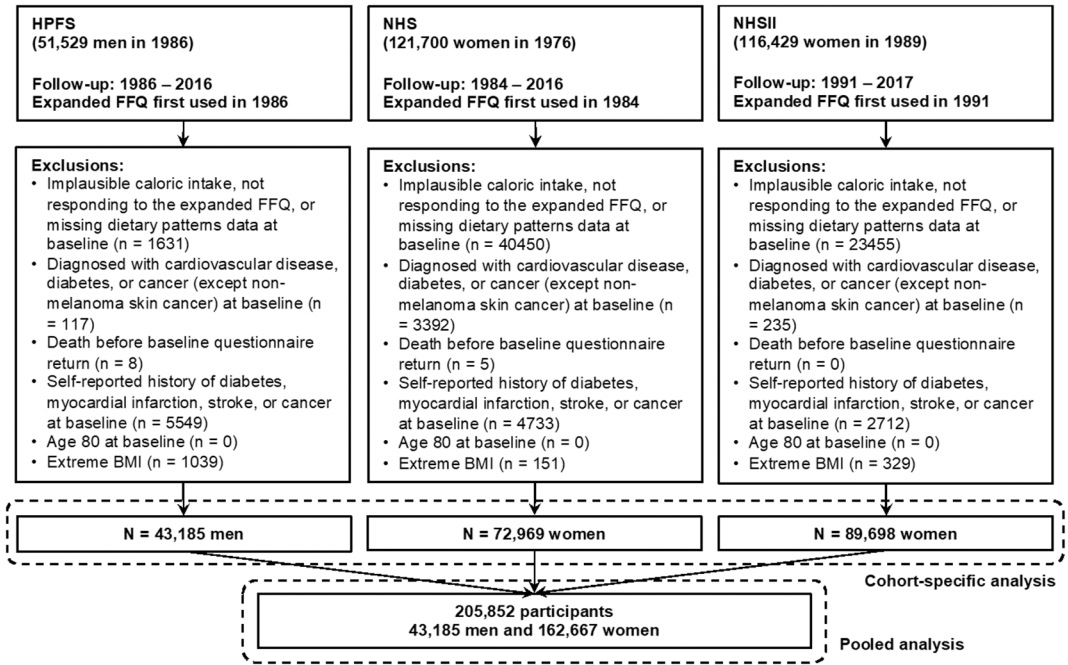 HPFS
(51,529 men in 1986)
Follow-up: 1986 – 2016
Expanded FFQ first used in 1986
NHS
(121,700 women in 1976)
Follow-up: 1984 – 2016
Expanded FFQ first used in 1984
NHSII
(116,429 women in 1989)
Follow-up: 1991 – 2017
Expanded FFQ first used in 1991
Exclusions:
• Implausible caloric intake, not
responding to the expanded FFQ, or
missing dietary patterns data at
baseline (n = 1631)
• Diagnosed with cardiovascular disease,
diabetes, or cancer (except non-
melanoma skin cancer) at baseline (n
= 117)
• Death before baseline questionnaire
return (n = 8)
• Self-reported history of diabetes,
myocardial infarction, stroke, or cancer
at baseline (n = 5549)
• Age 80 at baseline (n = 0)
• Extreme BMI (n = 1039)
Exclusions:
• Implausible caloric intake, not
responding to the expanded FFQ, or
missing dietary patterns data at
baseline (n = 40450)
• Diagnosed with cardiovascular disease,
diabetes, or cancer (except non-
melanoma skin cancer) at baseline (n
= 3392)
• Death before baseline questionnaire
return (n = 5)
• Self-reported history of diabetes,
myocardial infarction, stroke, or cancer
at baseline (n = 4733)
• Age 80 at baseline (n = 0)
• Extreme BMI (n = 151)
Exclusions:
• Implausible caloric intake, not
responding to the expanded FFQ, or
missing dietary patterns data at
baseline (n = 23455)
• Diagnosed with cardiovascular disease,
diabetes, or cancer (except non-
melanoma skin cancer) at baseline (n
= 235)
• Death before baseline questionnaire
return (n = 0)
• Self-reported history of diabetes,
myocardial infarction, stroke, or cancer
at baseline (n = 2712)
• Age 80 at baseline (n = 0)
• Extreme BMI (n = 329)
N = 43,185 men
N = 72,969 women
N = 89,698 women
Cohort-specific analysis
205,852 participants
43,185 men and 162,667 women
Pooled analysis